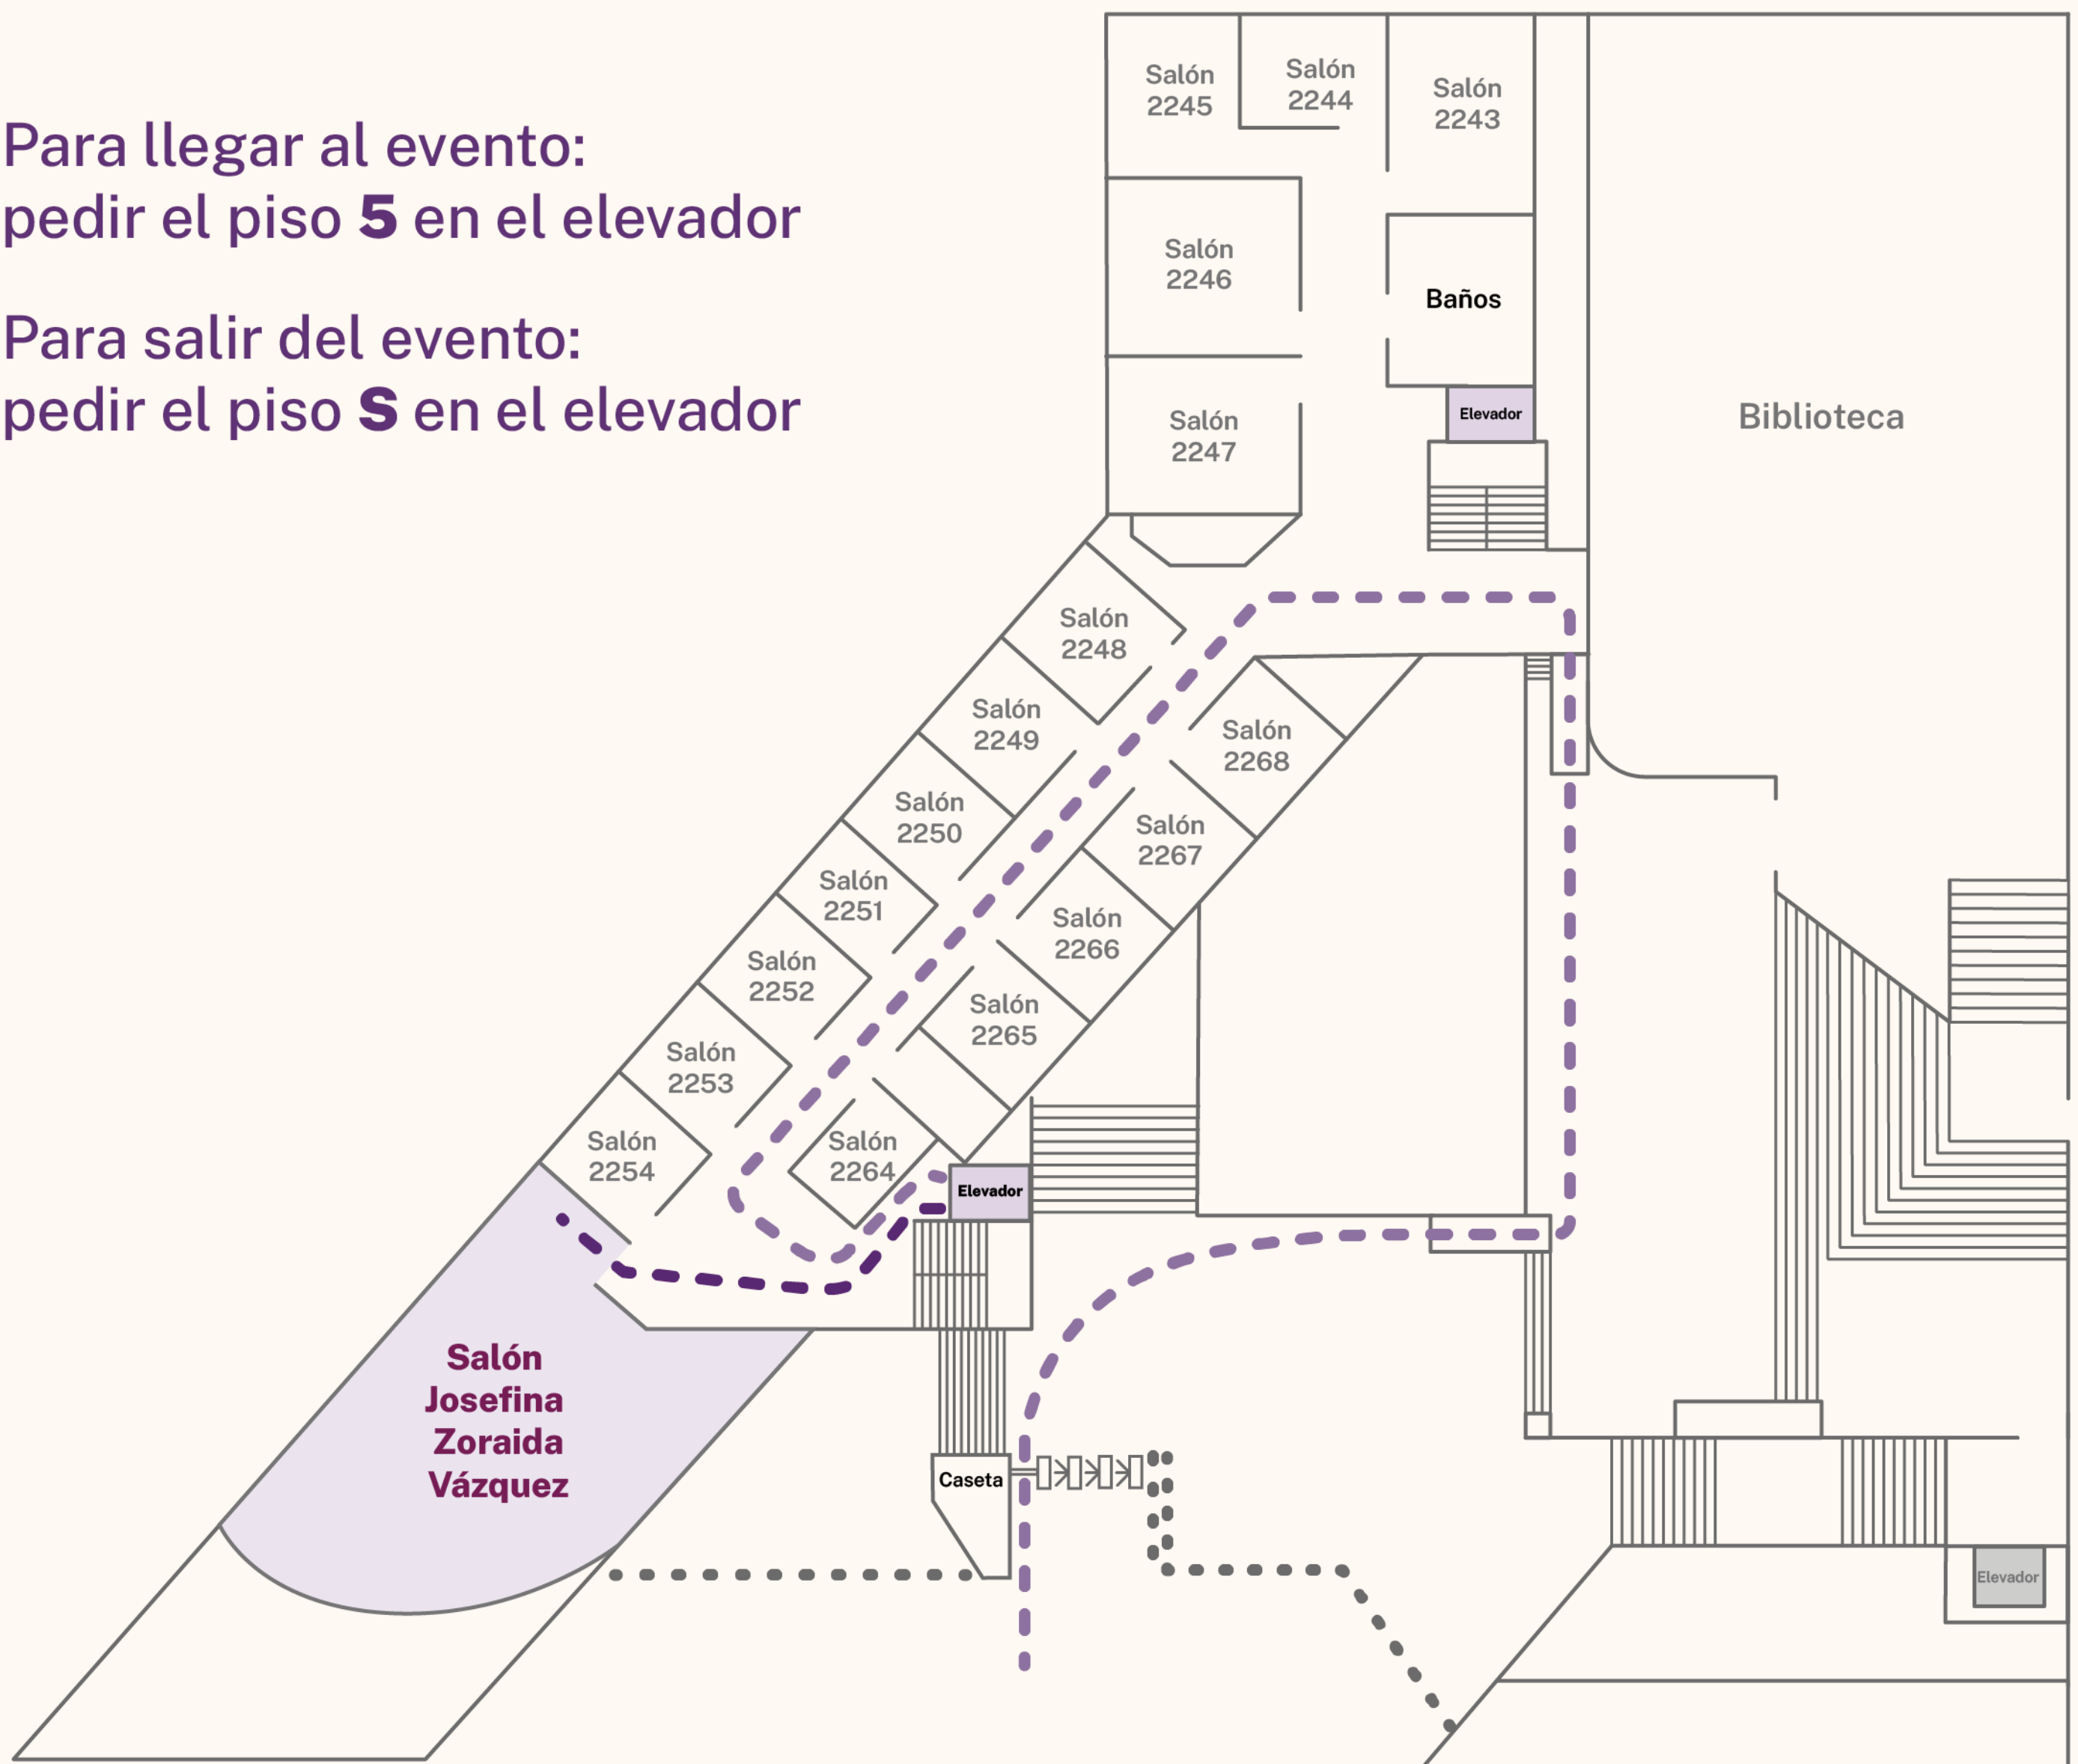 Para llegar al evento:
pedir el piso 5 en el elevador
Para salir del evento:
pedir el piso S en el elevador
Salón
2245
Salón
2244
Salón
2243
Salón
2246
Baños
Elevador
Salón
2247
Biblioteca
Salón
2248
Salón
2249
Salón
2268
Salón
2250
Salón
2267
Salón
2251
Salón
2266
Salón
2252
Salón
2265
Salón
2253
Salón
2254
Salón
2264
Elevador
Salón
Josefina
Zoraida
Vázquez
Caseta
Elevador